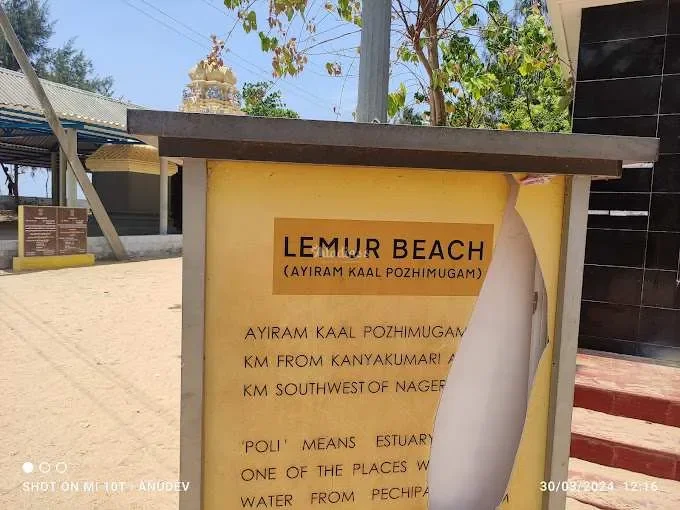 LEMUR BEACH
(AYIRAM KAAL POZHIMUGAM)
AYIRAM KAAL POZHIMUGAM
KM FROM KANYAKUMARI
KM SOUTHWEST OF NAGER
'POLI' MEANS ESTUARY
ONE OF THE PLACES
WATER FROM PECHIPA
SHOT ON MI 10T - ANUDEV
30/03/2024 12:16